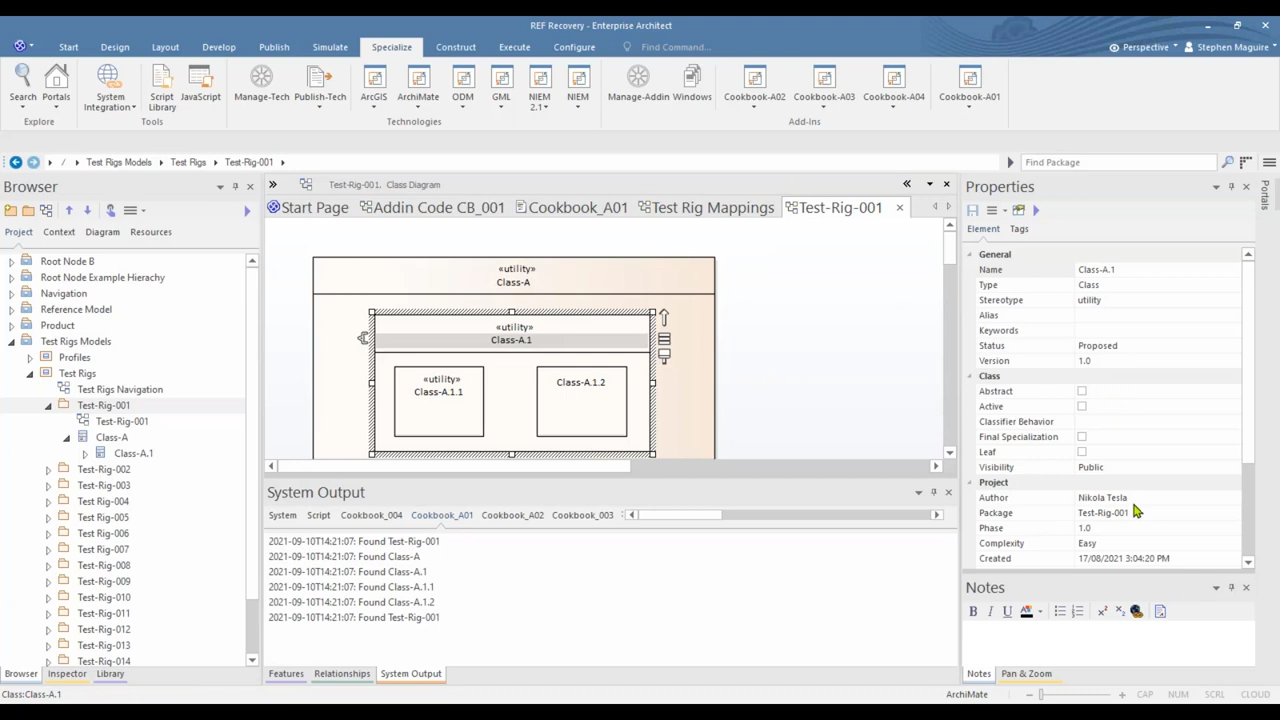 REF Recovery - Enterprise Architect
Start Design Layout Develop Publish Simulate Specialize Construct Execute Configure Find Command... Perspective Stephen Maguire
Search Portals System Integration Script Library JavaScript Manage-Tech Publish-Tech ArcGIS ArchiMate ODM GML NIEM 2.1 NIEM Manage-Addin Windows Cookbook-A02 Cookbook-A03 Cookbook-A04 Cookbook-A01
Explore Tools Technologies Add-Ins
/ Test Rigs Models Test Rigs Test-Rig-001 Find Package
Browser
Project Context Diagram Resources
Root Node B
Root Node Example Hierachy
Navigation
Reference Model
Product
Test Rigs Models
Profiles
Test Rigs
Test Rigs Navigation
Test-Rig-001
Test-Rig-001
Class-A
Class-A.1
Test-Rig-002
Test-Rig-003
Test-Reg-004
Test-Rig-005
Test-Rig-006
Test-Rig-007
Test-Rig-008
Test-Rig-009
Test-Rig-010
Test-Rig-011
Test-Rig-012
Test-Rig-013
Test-Rig-014
Browser Inspector Library
Test-Rig-001. Class Diagram
Start Page Addin Code CB_001 Cookbook_A01 Test Rig Mappings Test-Rig-001
«utility»
Class-A
«utility»
Class-A.1
«utility»
Class-A.1.1
Class-A.1.2
System Output
System Script Cookbook_004 Cookbook_A01 Cookbook_A02 Cookbook_003
2021-09-10T14:21:07: Found Test-Rig-001
2021-09-10T14:21:07: Found Class-A
2021-09-10T14:21:07: Found Class-A.1
2021-09-10T14:21:07: Found Class-A.1.1
2021-09-10T14:21:07: Found Class-A.1.2
2021-09-10T14:21:07: Found Test-Rig-001
Features Relationships System Output
Properties
Element Tags
General
Name Class-A.1
Type Class
Stereotype utility
Alias
Keywords
Status Proposed
Version 1.0
Class
Abstract
Active
Classifier Behavior
Final Specialization
Leaf
Visibility Public
Project
Author Nikola Tesla
Package Test-Rig-001
Phase 1.0
Complexity Easy
Created 17/08/2021 3:04:20 PM
Notes
B I U A x² x₂
Notes Pan & Zoom
Portals
Class:Class-A.1 ArchiMate CAP NUM SCRL CLOUD